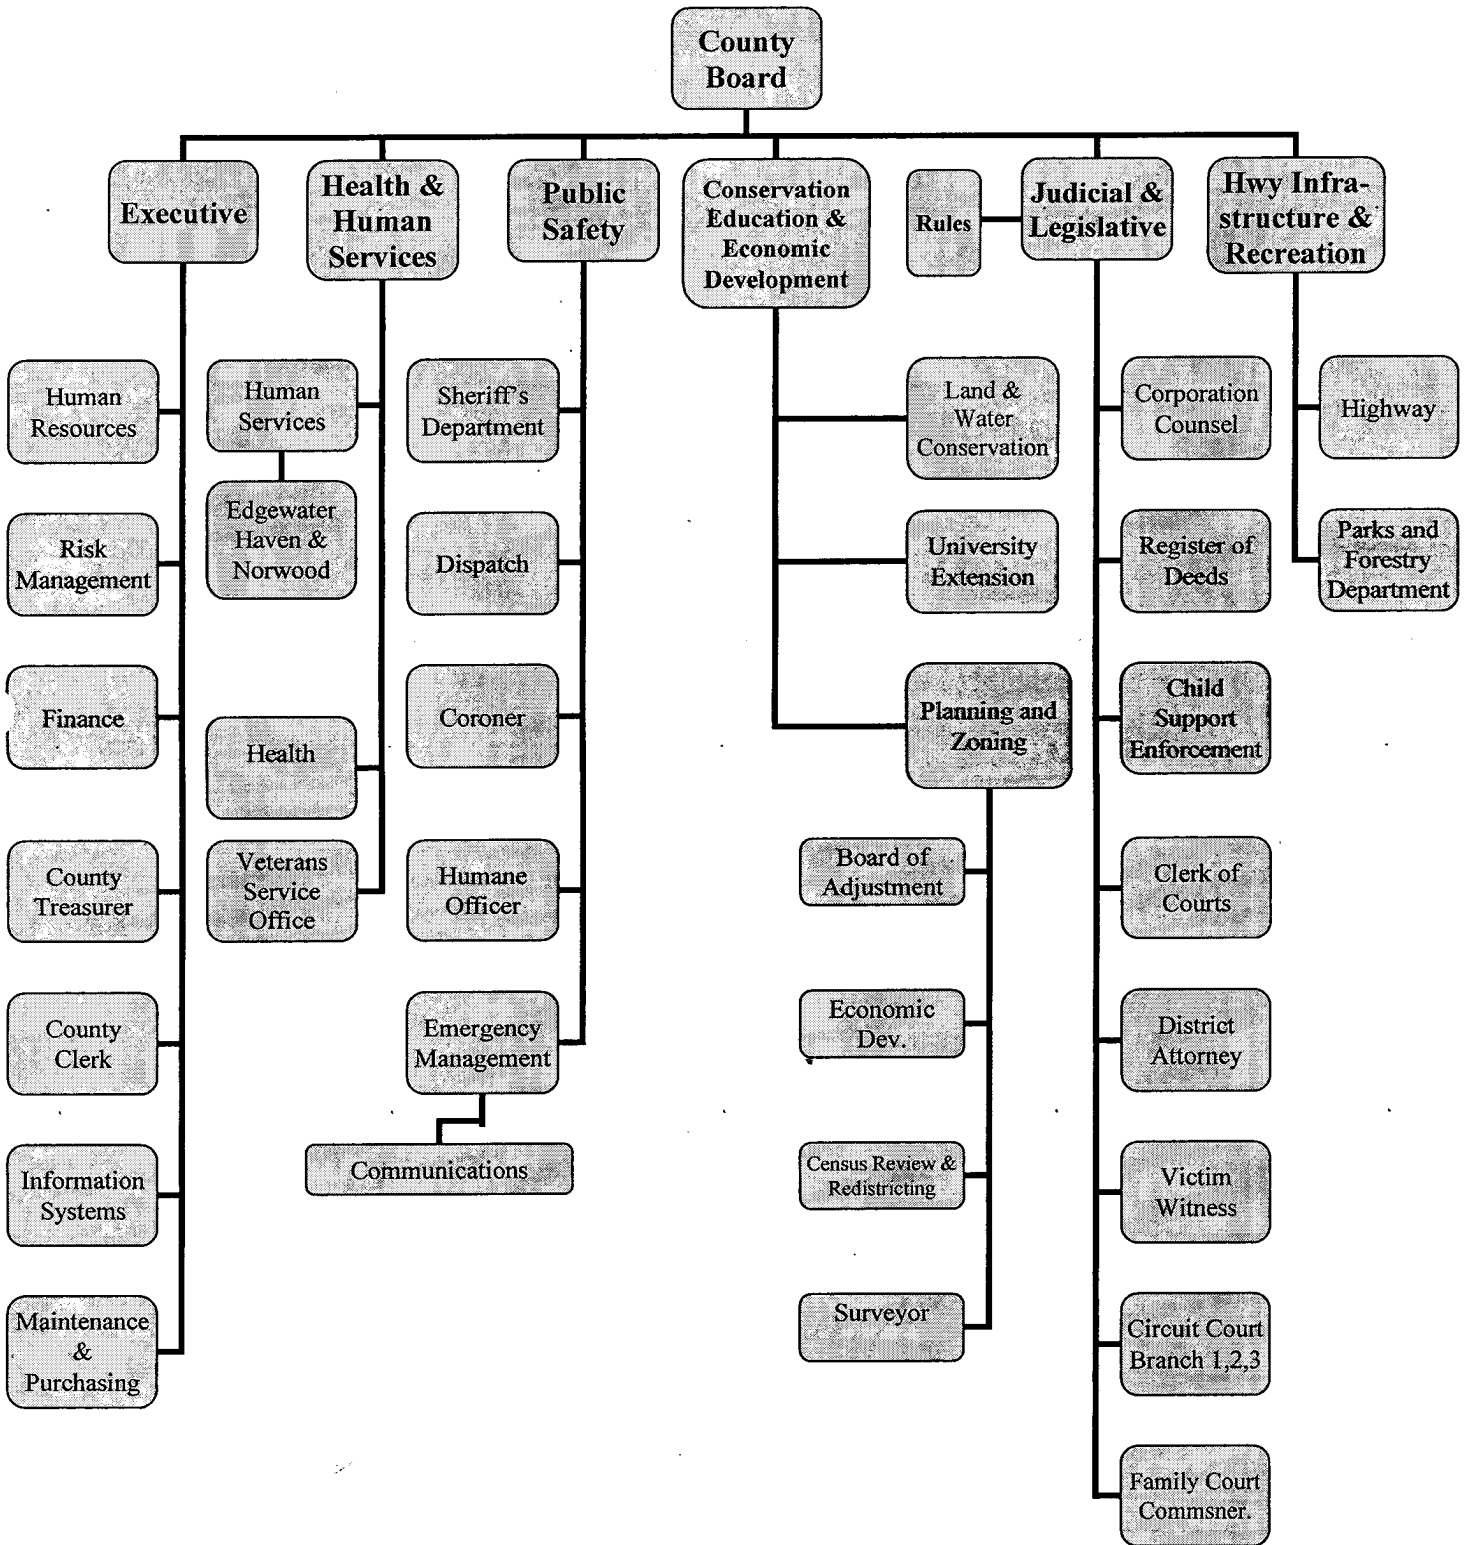 County
Board
Executive
Health &
Human
Services
Public
Safety
Conservation
Education &
Economic
Development
Rules
Judicial &
Legislative
Hwy Infra-
structure &
Recreation
Human
Resources
Risk
Management
Finance
County
Treasurer
County
Clerk
Information
Systems
Maintenance
&
Purchasing
Human
Services
Edgewater
Haven &
Norwood
Health
Veterans
Service
Office
Sheriff's
Department
Dispatch
Coroner
Humane
Officer
Emergency
Management
Communications
Land &
Water
Conservation
University
Extension
Planning and
Zoning
Board of
Adjustment
Economic
Dev.
Census Review &
Redistricting
Surveyor
Corporation
Counsel
Register of
Deeds
Child
Support
Enforcement
Clerk of
Courts
District
Attorney
Victim
Witness
Circuit Court
Branch 1,2,3
Family Court
Commsner.
Highway
Parks and
Forestry
Department